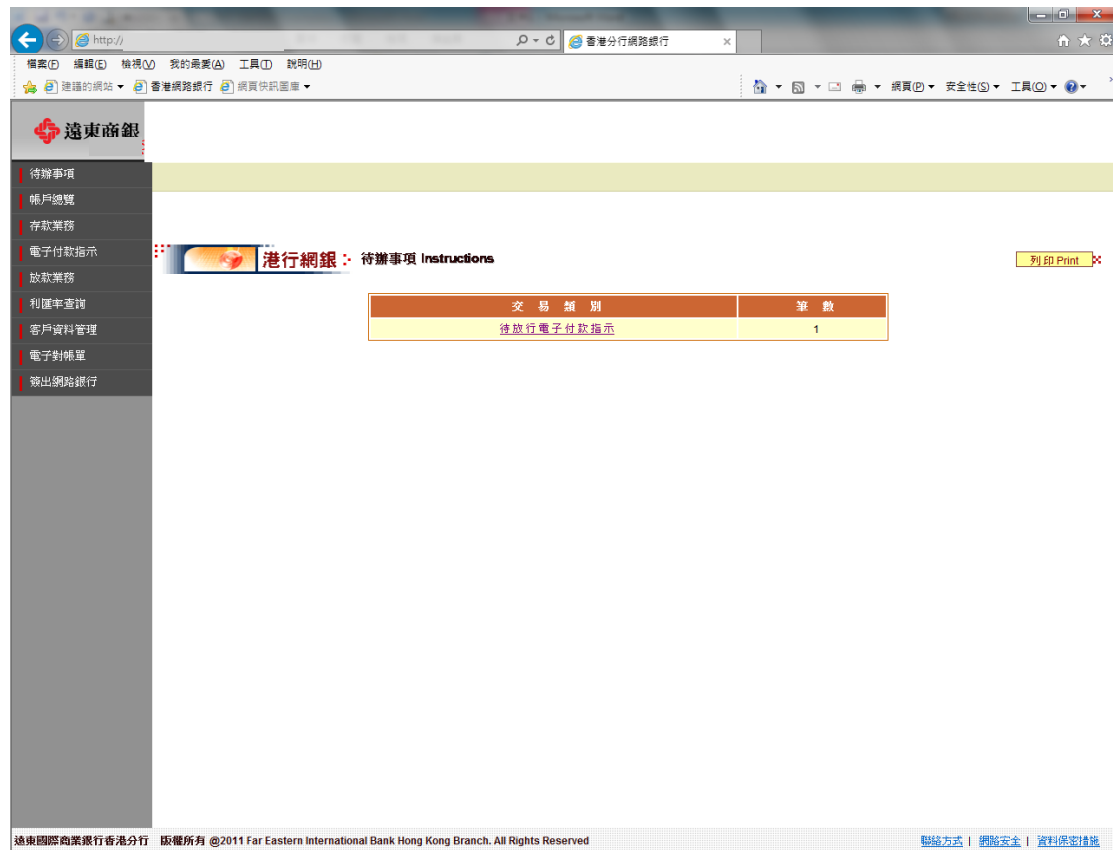 http://
香港分行網路銀行
檔案(F) 編輯(E) 檢視(V) 我的最愛(A) 工具(T) 說明(H)
建議的網站 香港網路銀行 網頁快訊圖庫
網頁(P) 安全性(S) 工具(O)
遠東商銀
待辦事項
帳戶總覽
存款業務
電子付款指示
放款業務
利匯率查詢
客戶資料管理
電子對帳單
簽出網路銀行
港行網銀 待辦事項 Instructions
列印 Print
交易類別 筆數
待放行電子付款指示 1
遠東國際商業銀行香港分行 版權所有 @2011 Far Eastern International Bank Hong Kong Branch. All Rights Reserved
聯絡方式 | 網路安全 | 資料保密措施